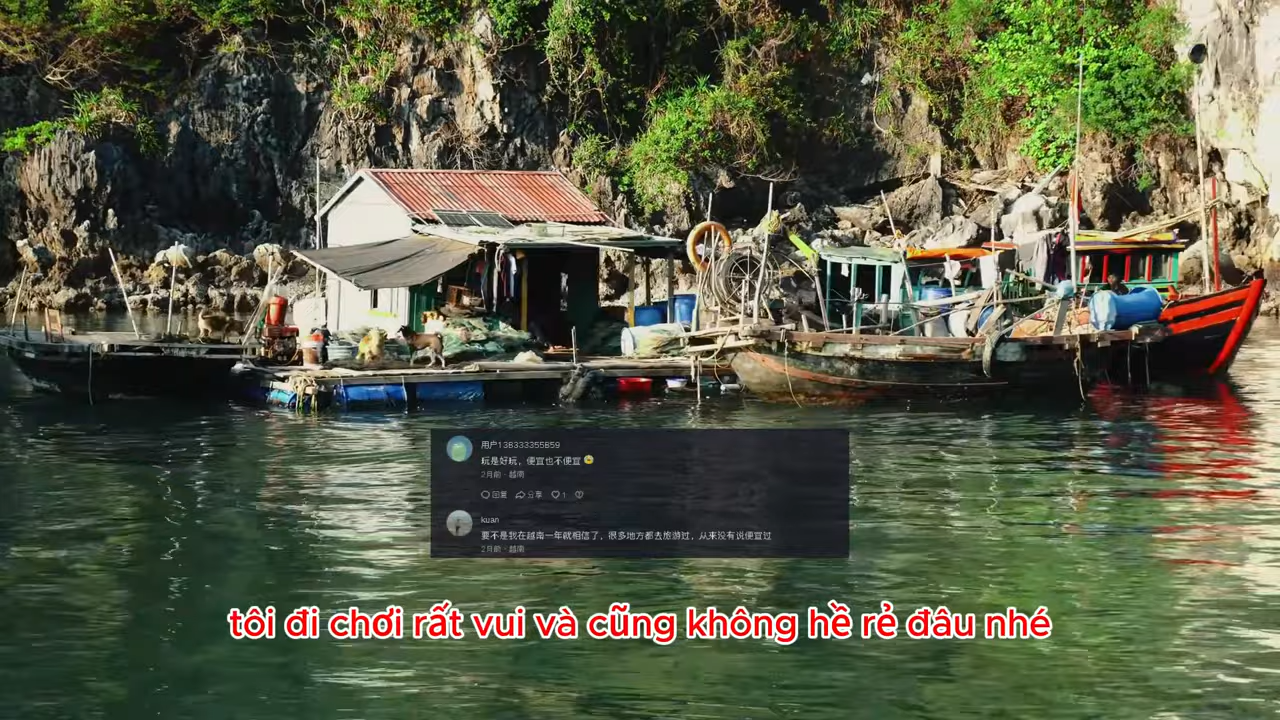 用户138333355859
玩是好玩，便宜也不便宜
2月前 · 越南
回复 分享 1
kuan
要不是我在越南一年就相信了，很多地方都去旅游过，从来没有说便宜过
2月前 · 越南
tôi đi chơi rất vui và cũng không hề rẻ đâu nhé